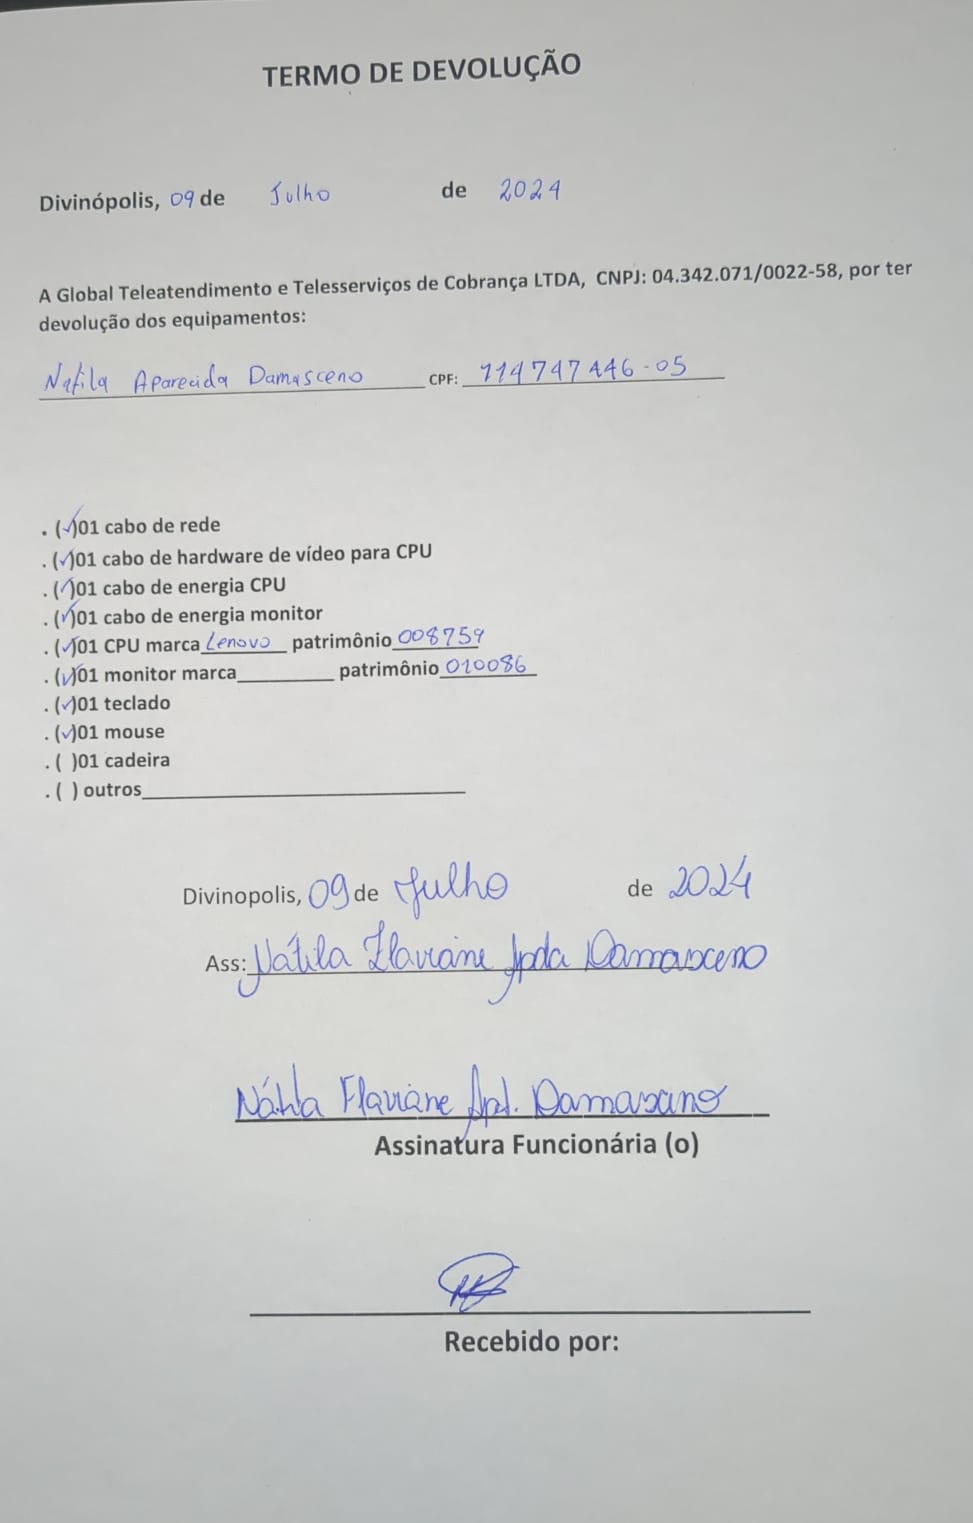 TERMO DE DEVOLUÇÃO
Divinópolis, 09 de Julho de 2024
A Global Teleatendimento e Telesserviços de Cobrança LTDA, CNPJ: 04.342.071/0022-58, por ter
devolução dos equipamentos:
Natila Aparecida Damasceno CPF: 114747446-05
. (✓)01 cabo de rede
. (✓)01 cabo de hardware de vídeo para CPU
. (✓)01 cabo de energia CPU
. (✓)01 cabo de energia monitor
. (✓)01 CPU marca Lenovo patrimônio 008759
. (✓)01 monitor marca__________ patrimônio 010086
. (✓)01 teclado
. (✓)01 mouse
. ( )01 cadeira
. ( ) outros__________
Divinopolis, 09 de Julho de 2024
Ass: Nátila Flaviane Apda Damasceno
Nátila Flaviane Apd. Damasceno
Assinatura Funcionária (o)
Recebido por: